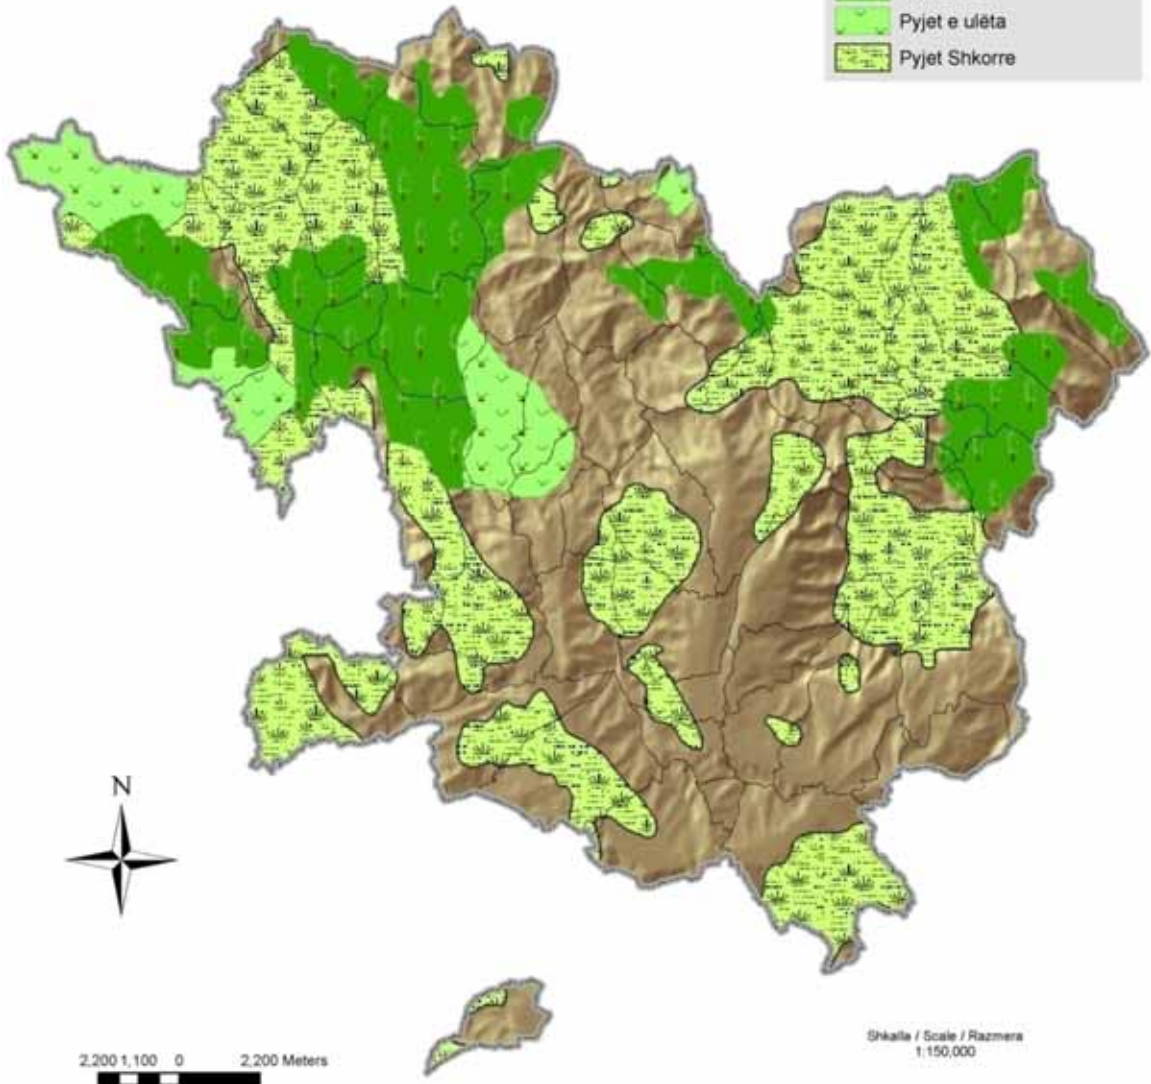 Pyjet e ulëta
Pyjet Shkorre
N
2,200 1,100 0 2,200 Meters
Shkalla / Scale / Razmera
1:150,000